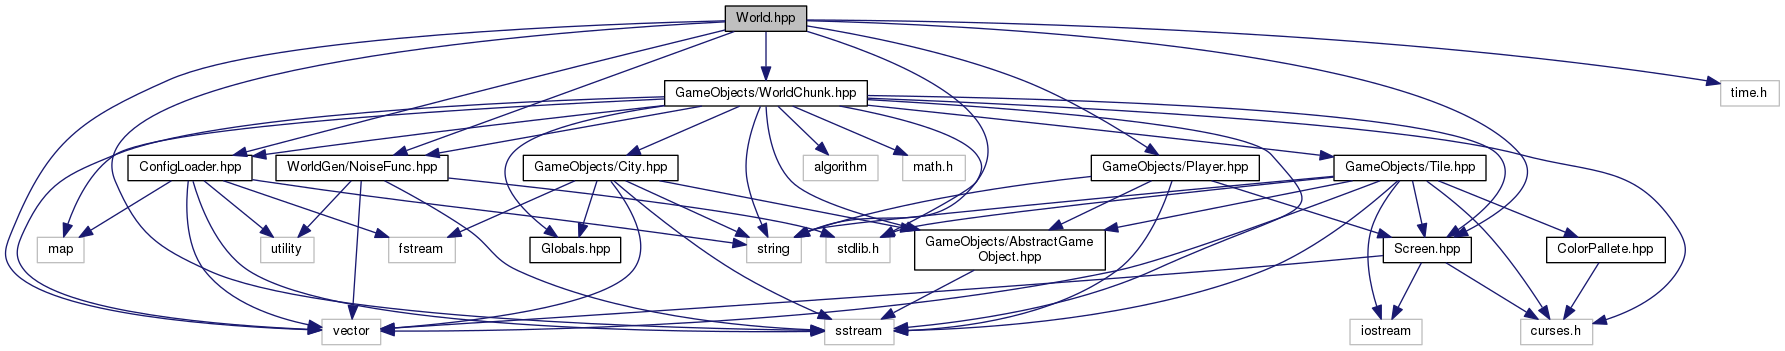 World.hpp
GameObjects/WorldChunk.hpp
time.h
ConfigLoader.hpp
WorldGen/NoiseFunc.hpp
GameObjects/City.hpp
algorithm
math.h
GameObjects/Player.hpp
GameObjects/Tile.hpp
map
utility
fstream
Globals.hpp
string
stdlib.h
GameObjects/AbstractGame
Object.hpp
Screen.hpp
ColorPallete.hpp
vector
sstream
iostream
curses.h